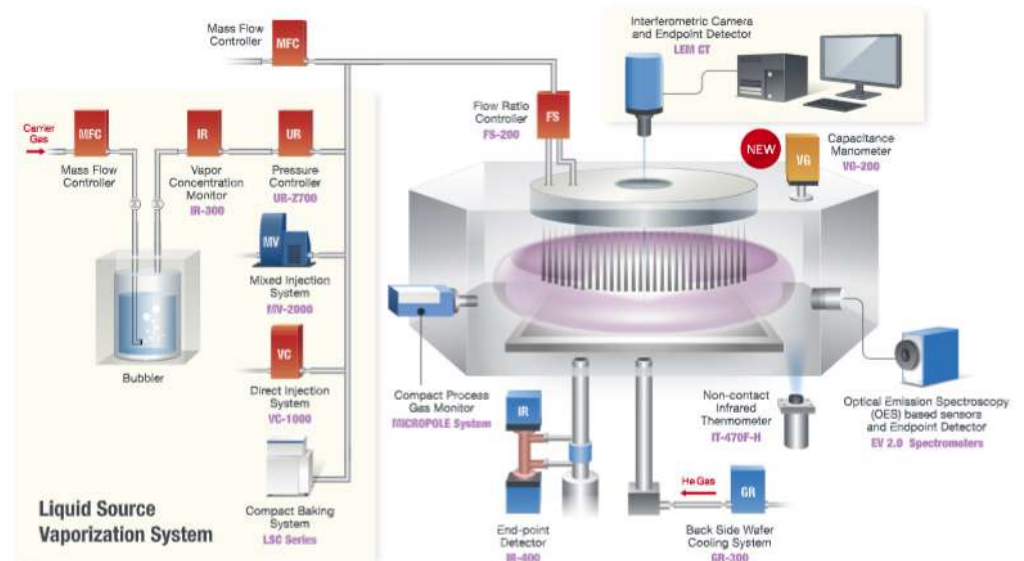 Mass Flow
Controller
MFC
Interferometric Camera
and Endpoint Detector
LEM CT
Flow Ratio
Controller
FS-200
FS
NEW
VG
Capacitance
Manometer
VG-200
Carrier
Gas
MFC
Mass Flow
Controller
IR
Vapor
Concentration
Monitor
IR-300
UR
Pressure
Controller
UR-Z700
MV
Mixed Injection
System
MV-2000
Bubbler
VC
Direct Injection
System
VC-1000
Compact Baking
System
LSC Series
Liquid Source
Vaporization System
Compact Process
Gas Monitor
MICROPOLE System
IR
End-point
Detector
IR-400
He Gas
GR
Back Side Wafer
Cooling System
GR-300
Non-contact
Infrared
Thermometer
IT-470F-H
Optical Emission Spectroscopy
(OES) based sensors
and Endpoint Detector
EV 2.0 Spectrometers